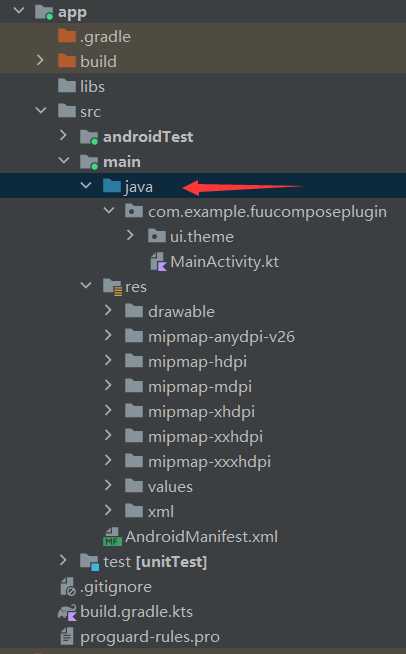 app
.gradle
build
libs
src
androidTest
main
java
com.example.fuucomposeplugin
ui.theme
MainActivity.kt
res
drawable
mipmap-anydpi-v26
mipmap-hdpi
mipmap-mdpi
mipmap-xhdpi
mipmap-xxhdpi
mipmap-xxxhdpi
values
xml
MF AndroidManifest.xml
test [unitTest]
.gitignore
build.gradle.kts
proguard-rules.pro